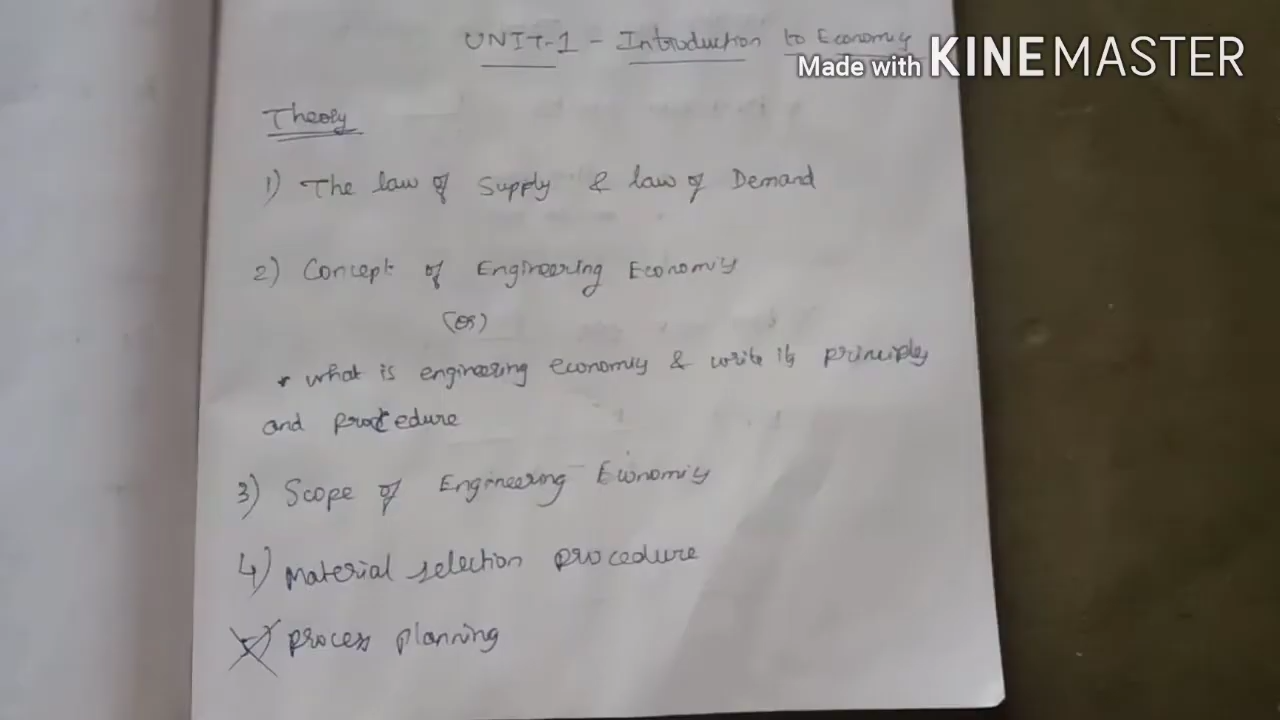 UNIT-1 - Introduction to Economy
Made with KINEMASTER
Theory
1) The law of Supply & law of Demand
2) Concept of Engineering Economy
(or)
* what is engineering economy & write its principles
and procedure
3) Scope of Engineering Economy
4) Material selection procedure
5) process planning